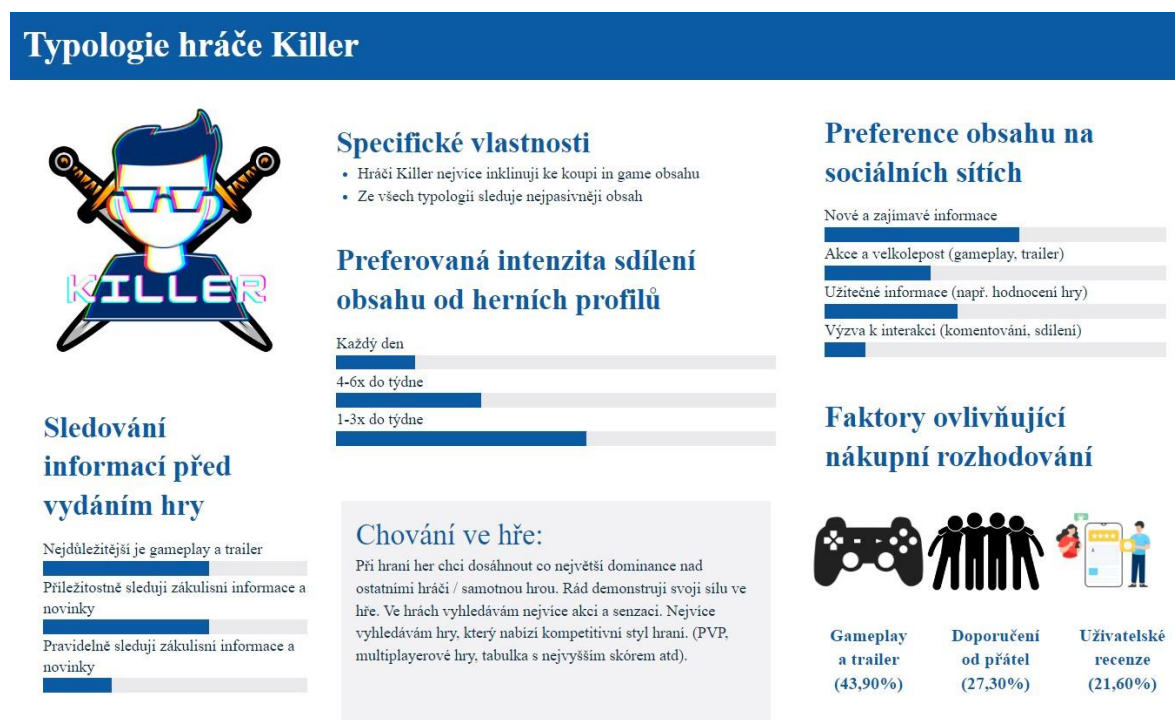 Typologie hráče Killer
KILLER
Specifické vlastnosti
Hráči Killer nejvíce inklinují ke koupi in game obsahu
Ze všech typologií sleduje nejpasivněji obsah
Preferovaná intenzita sdílení
obsahu od herních profilů
Každý den
4-6x do týdne
1-3x do týdne
Preference obsahu na
sociálních sítích
Nové a zajímavé informace
Akce a velkolepost (gameplay, trailer)
Užitečné informace (např. hodnocení hry)
Výzva k interakci (komentování, sdílení)
Sledování
informací před
vydáním hry
Nejdůležitější je gameplay a trailer
Příležitostně sleduji zákulisní informace a
novinky
Pravidelně sledují zákulisní informace a
novinky
Chování ve hře:
Při hraní her chci dosáhnout co největší dominance nad
ostatními hráči / samotnou hrou. Rád demonstruji svoji sílu ve
hře. Ve hrách vyhledávám nejvíce akci a senzaci. Nejvíce
vyhledávám hry, který nabízí kompetitivní styl hraní. (PVP,
multiplayerové hry, tabulka s nejvyšším skórem atd).
Faktory ovlivňující
nákupní rozhodování
Gameplay
a trailer
(43,90%)
Doporučení
od přátel
(27,30%)
Uživatelské
recenze
(21,60%)